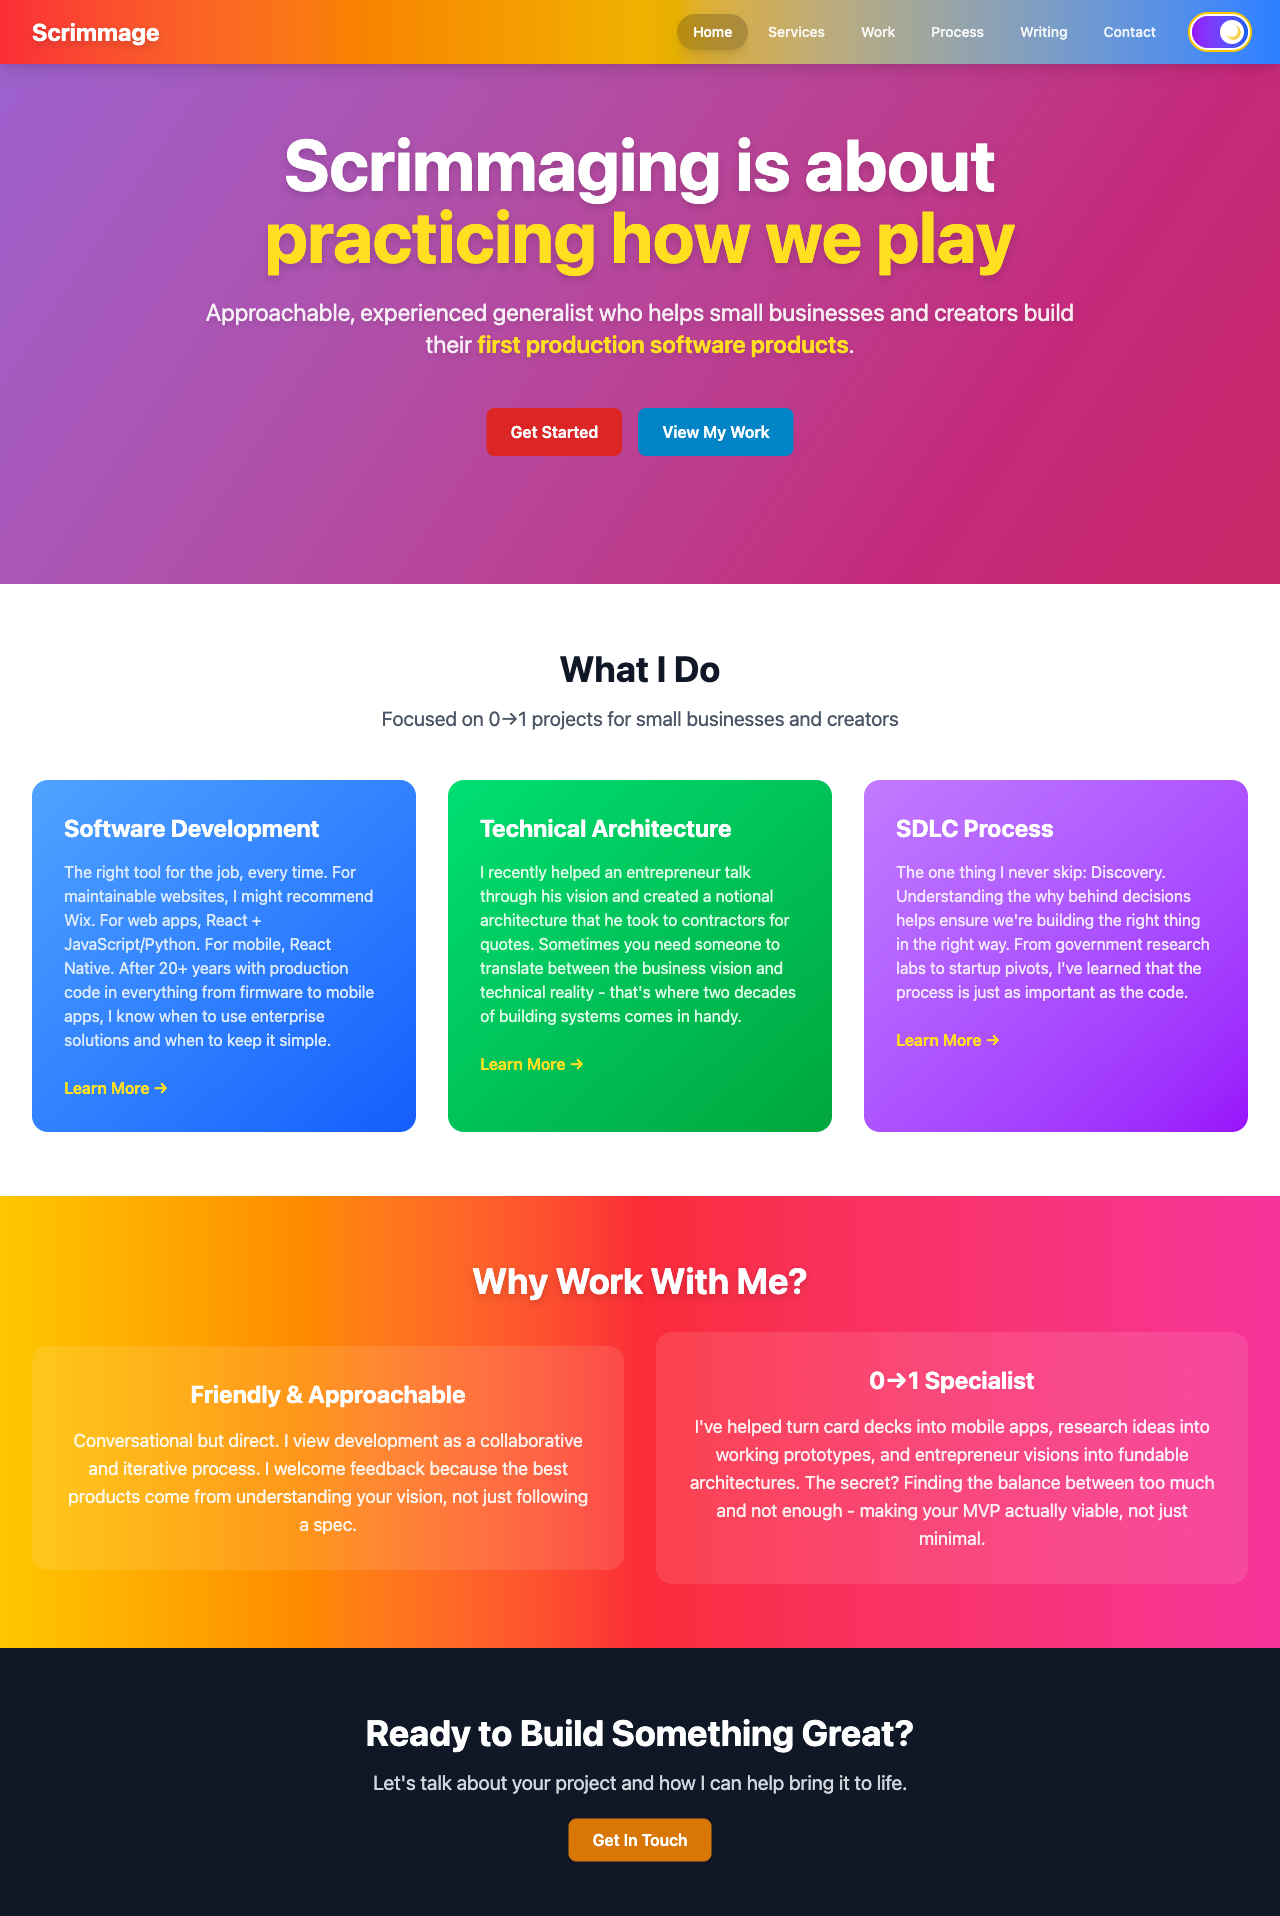 Scrimmage
Home Services Work Process Writing Contact
Scrimmaging is about
practicing how we play
Approachable, experienced generalist who helps small businesses and creators build
their first production software products.
Get Started
View My Work
What I Do
Focused on 0→1 projects for small businesses and creators
Software Development
The right tool for the job, every time. For
maintainable websites, I might recommend
Wix. For web apps, React +
JavaScript/Python. For mobile, React
Native. After 20+ years with production
code in everything from firmware to mobile
apps, I know when to use enterprise
solutions and when to keep it simple.
Learn More →
Technical Architecture
I recently helped an entrepreneur talk
through his vision and created a notional
architecture that he took to contractors for
quotes. Sometimes you need someone to
translate between the business vision and
technical reality - that's where two decades
of building systems comes in handy.
Learn More →
SDLC Process
The one thing I never skip: Discovery.
Understanding the why behind decisions
helps ensure we're building the right thing
in the right way. From government research
labs to startup pivots, I've learned that the
process is just as important as the code.
Learn More →
Why Work With Me?
Friendly & Approachable
Conversational but direct. I view development as a collaborative
and iterative process. I welcome feedback because the best
products come from understanding your vision, not just following
a spec.
0→1 Specialist
I've helped turn card decks into mobile apps, research ideas into
working prototypes, and entrepreneur visions into fundable
architectures. The secret? Finding the balance between too much
and not enough - making your MVP actually viable, not just
minimal.
Ready to Build Something Great?
Let's talk about your project and how I can help bring it to life.
Get In Touch